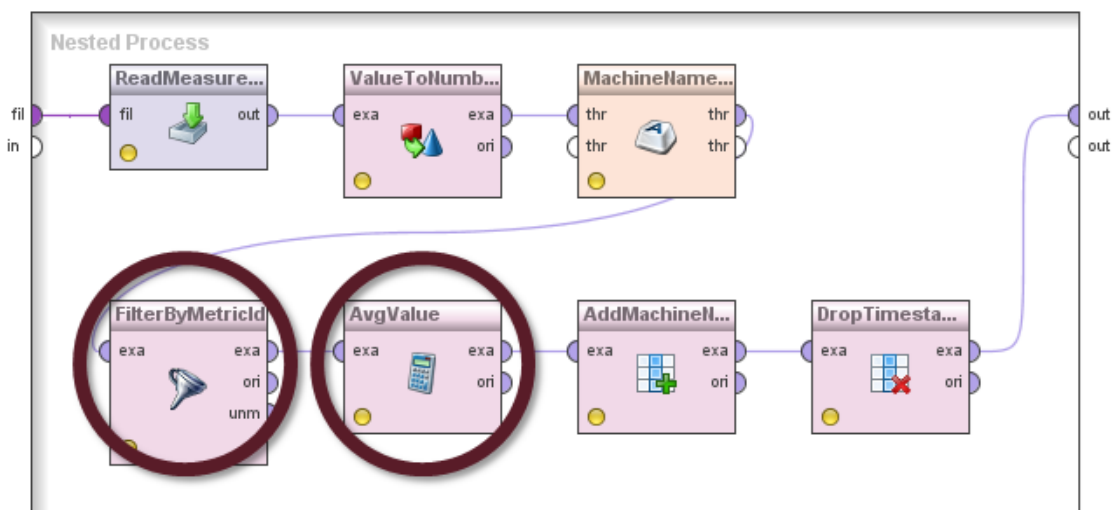 Nested Process
ReadMeasure... ValueToNumb... MachineName...
fil fil out exa exa thr thr out
in ori thr thr out
FilterByMetricId AvgValue AddMachineN... DropTimesta...
exa exa exa exa exa exa exa exa
ori ori ori ori
unm